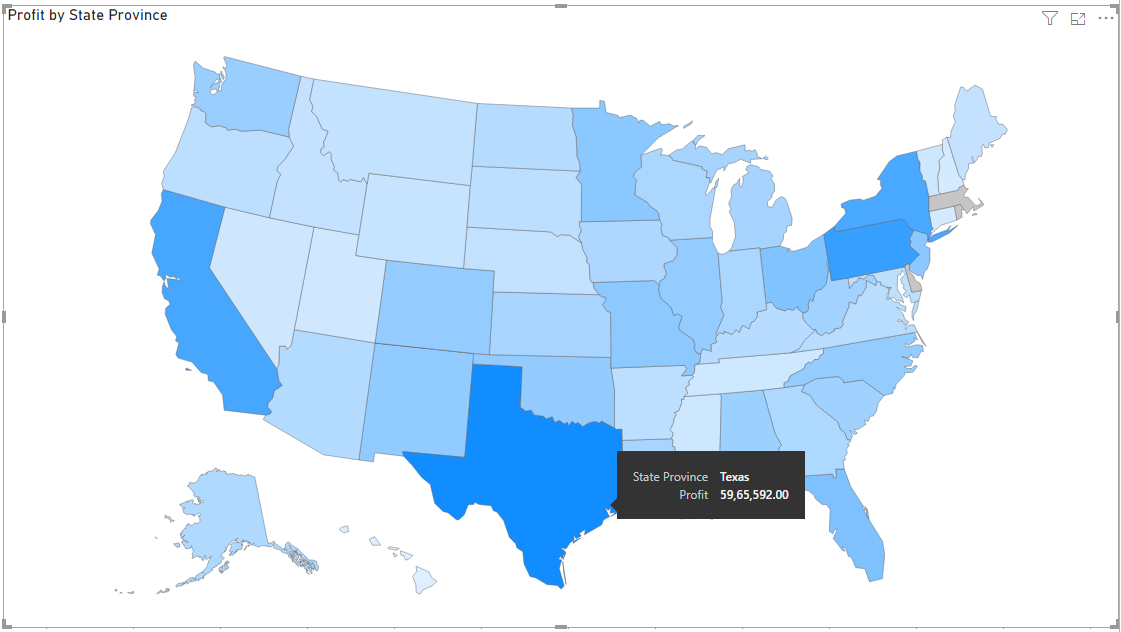 Profit by State Province
State Province Texas
Profit 59,65,592.00